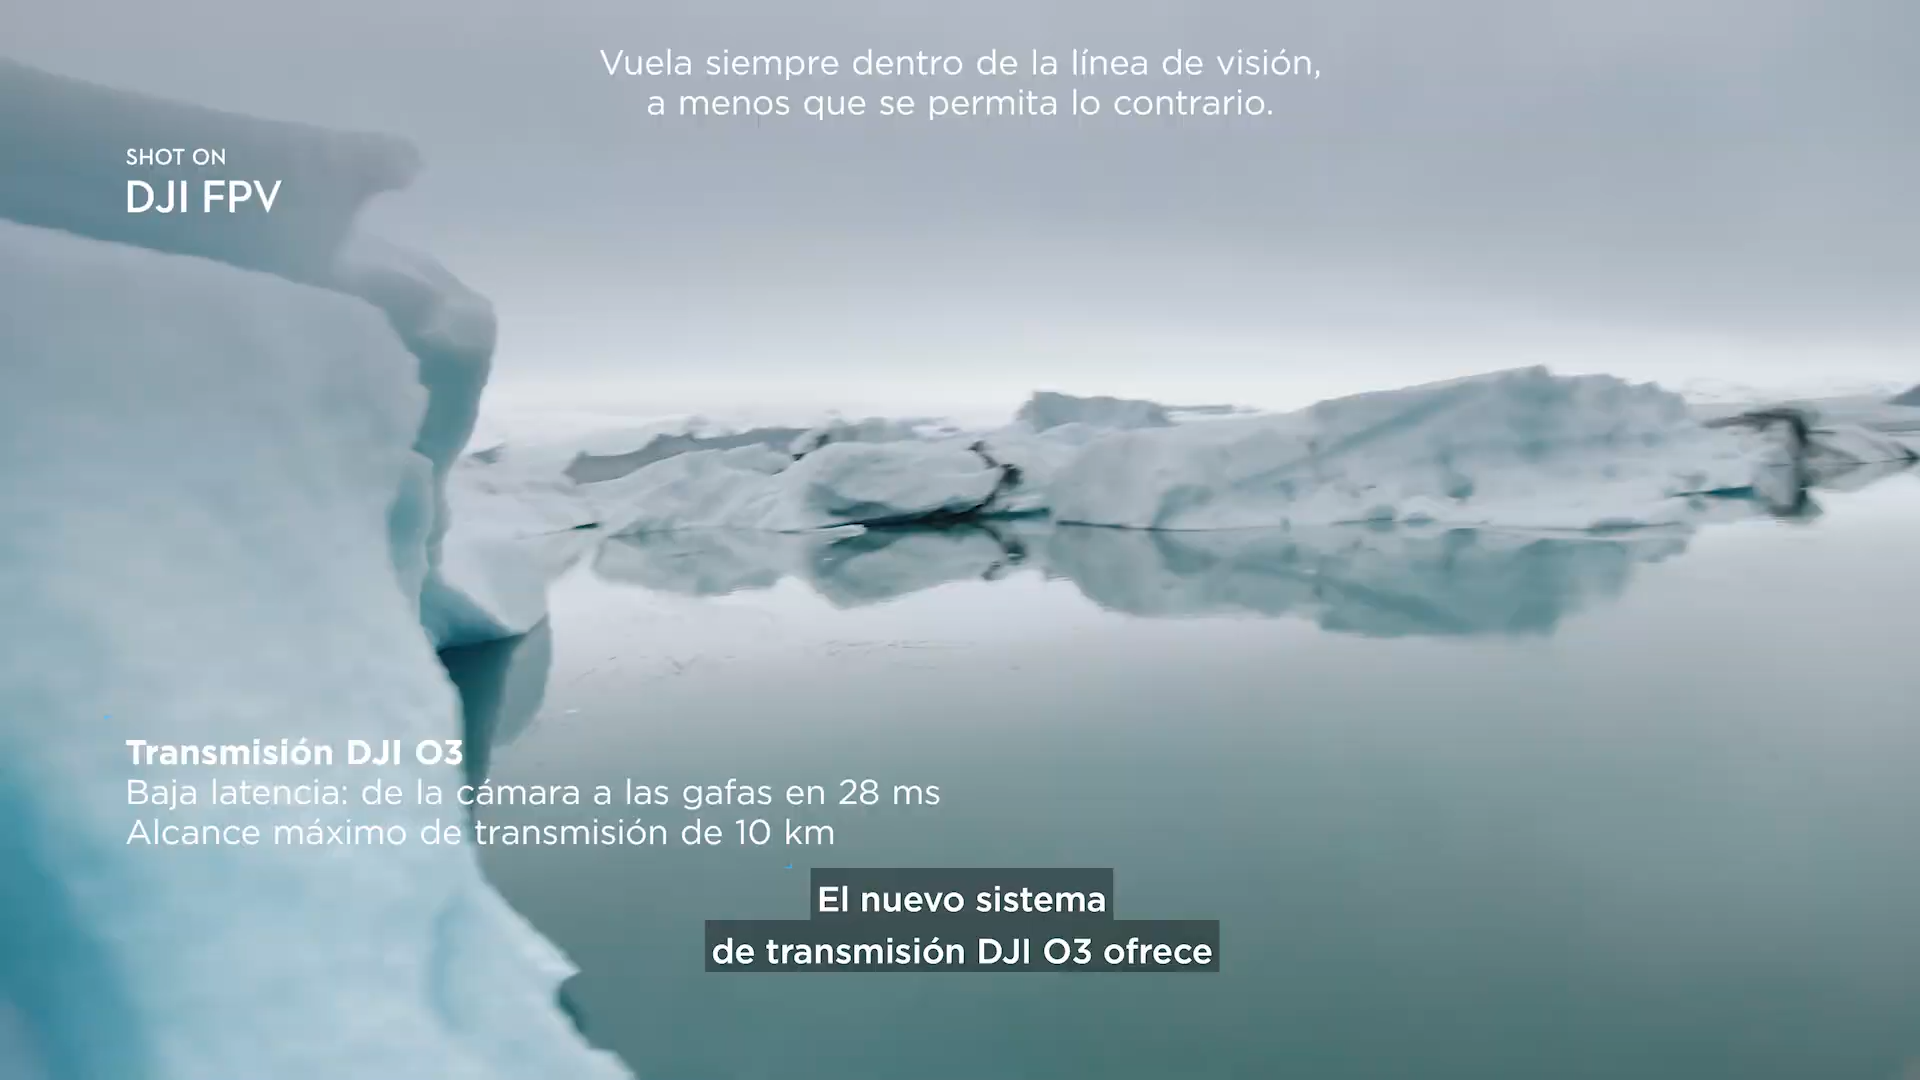 Vuela siempre dentro de la línea de visión,
a menos que se permita lo contrario.
SHOT ON
DJI FPV
Transmisión DJI O3
Baja latencia: de la cámara a las gafas en 28 ms
Alcance máximo de transmisión de 10 km
El nuevo sistema
de transmisión DJI O3 ofrece